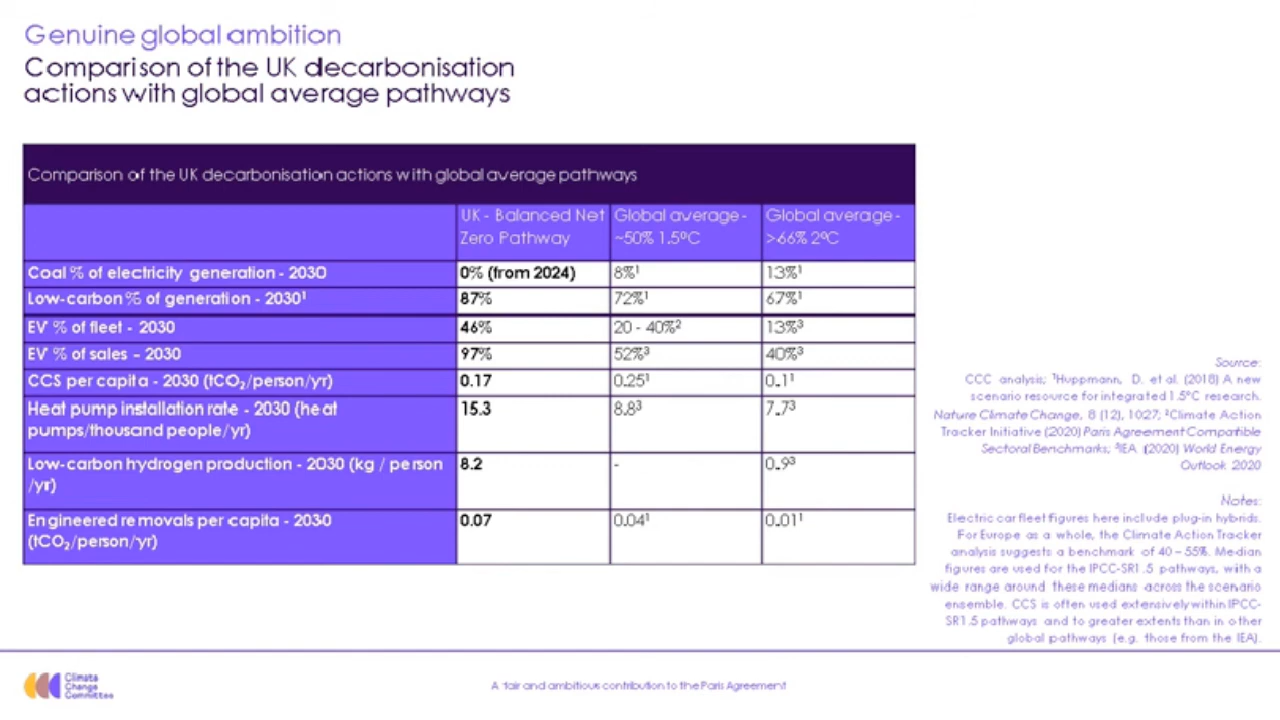 Genuine global ambition
Comparison of the UK decarbonisation
actions with global average pathways
Comparison of the UK decarbonisation actions with global average pathways
UK - Balanced Net Zero Pathway
Global average - ~50% 1.5°C
Global average - >66% 2°C
Coal % of electricity generation - 2030 0% (from 2024) 8%¹ 13%¹
Low-carbon % of generation - 2030¹ 87% 72%¹ 67%¹
EV % of fleet - 2030 46% 20 - 40%² 13%³
EV % of sales – 2030 97% 52%³ 40%³
CCS per capita - 2030 (tCO₂/person/yr) 0.17 0.25¹ 0.1¹
Heat pump installation rate - 2030 (heat
pumps/thousand people/yr)
15.3 8.8³ 7.7³
Low-carbon hydrogen production - 2030 (kg / person
/yr)
8.2 - 0.9³
Engineered removals per capita - 2030
(tCO₂/person/yr)
0.07 0.04¹ 0.01¹
Source:
CCC analysis; ¹Huppmann, D. et al. (2018) A new
scenario resource for integrated 1.5°C research.
Nature Climate Change, 8 (12), 1027; ²Climate Action
Tracker Initiative (2020) Paris Agreement Compatible
Sectoral Benchmarks; ³IEA (2020) World Energy
Outlook 2020
Notes:
Electric car fleet figures here include plug-in hybrids.
For Europe as a whole, the Climate Action Tracker
analysis suggests a benchmark of 40 – 55%. Median
figures are used for the IPCC-SR1.5 pathways, with a
wide range around these medians across the scenario
ensemble. CCS is often used extensively within IPCC-
SR1.5 pathways and to greater extents than in other
global pathways (e.g. those from the IEA).
Climate
Change
Committee
A fair and ambitious contribution to the Paris Agreement